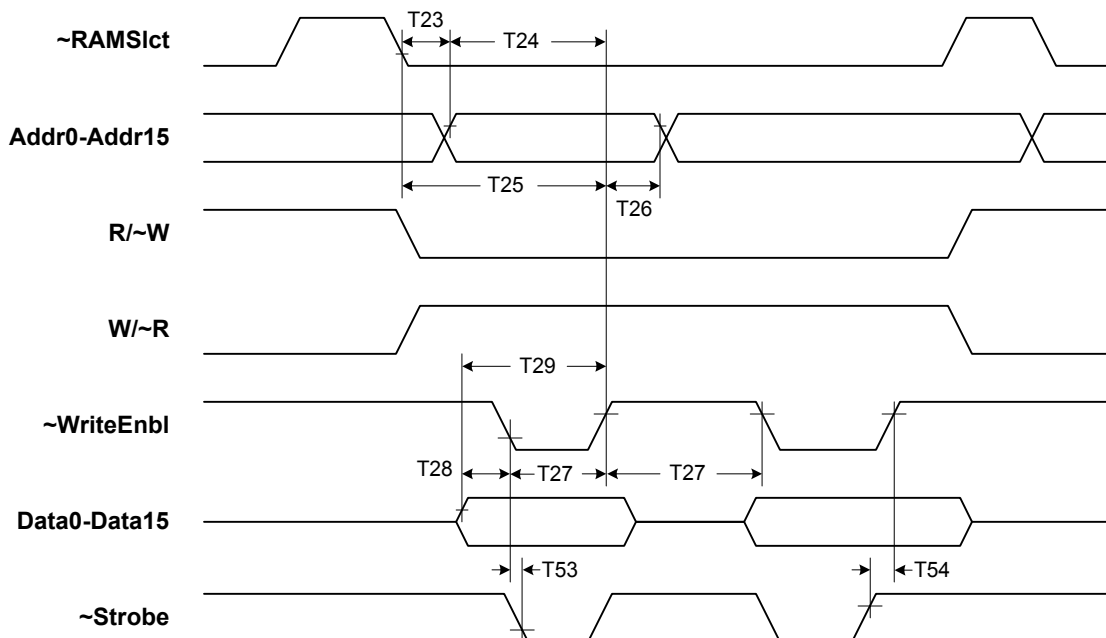 T23
~RAMSlct
T24
Addr0-Addr15
T25
T26
R/~W
W/~R
T29
~WriteEnbl
T28
T27
T27
Data0-Data15
T53
T54
~Strobe